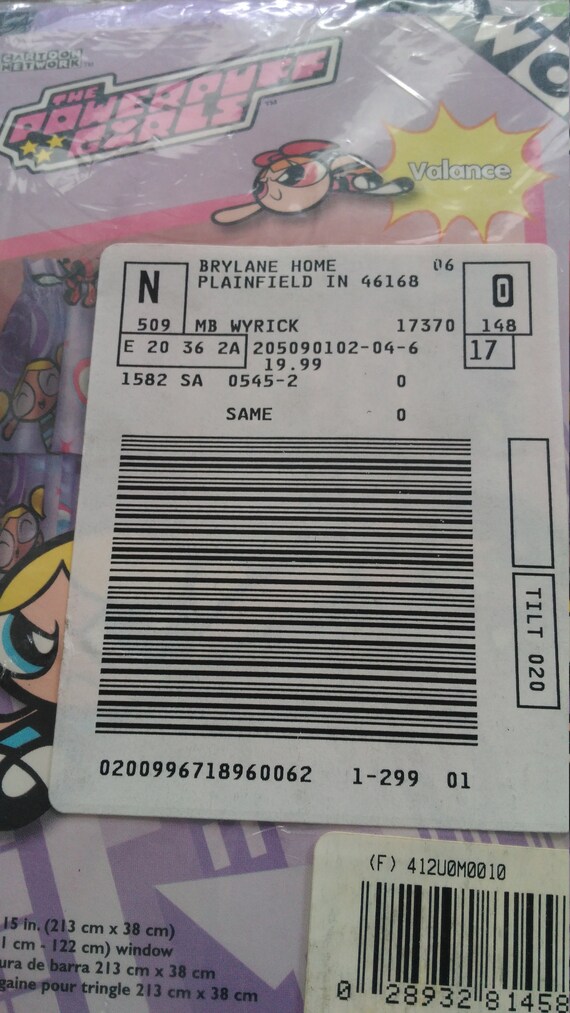 CARTOON NETWORK™
THE
POWERPUFF
GIRLS™
Valance
N
BRYLANE HOME 06
PLAINFIELD IN 46168
0
509 MB WYRICK 17370 148
E 20 36 2A 205090102-04-6 17
19.99
1582 SA 0545-2 0
SAME 0
TILT 020
0200996718960062 1-299 01
(F) 412U0M0010
0 28932 81458
15 in. (213 cm x 38 cm)
1 cm - 122 cm) window
ura de barra 213 cm x 38 cm
gaine pour tringle 213 cm x 38 cm